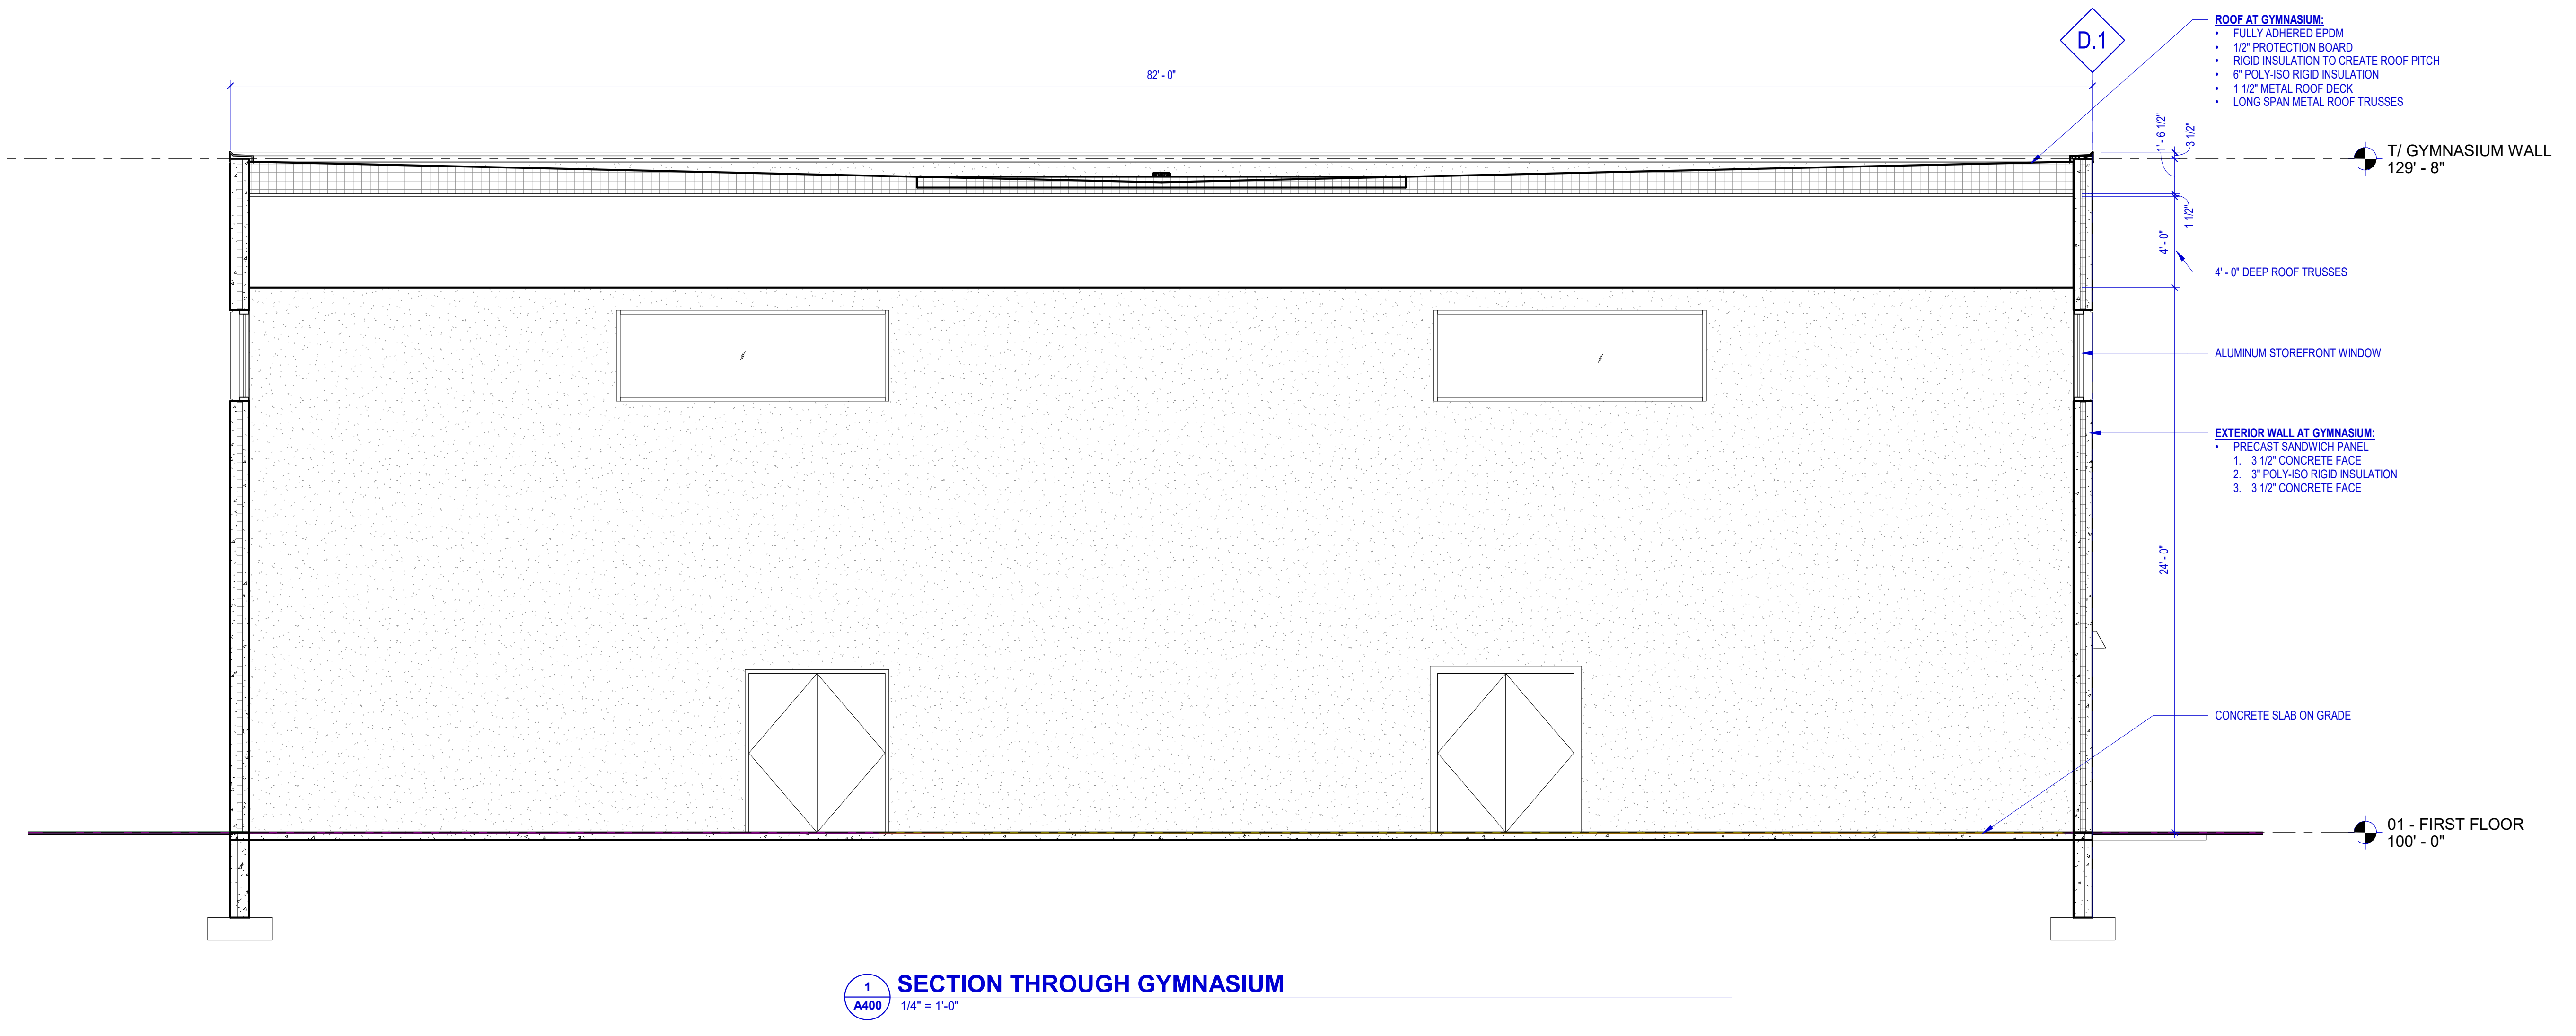 D.1
82' - 0"
ROOF AT GYMNASIUM:
• FULLY ADHERED EPDM
• 1/2" PROTECTION BOARD
• RIGID INSULATION TO CREATE ROOF PITCH
• 6" POLY-ISO RIGID INSULATION
• 1 1/2" METAL ROOF DECK
• LONG SPAN METAL ROOF TRUSSES
1' - 6 1/2"
3 1/2"
T/ GYMNASIUM WALL
129' - 8"
1 1/2"
4' - 0"
4' - 0" DEEP ROOF TRUSSES
ALUMINUM STOREFRONT WINDOW
EXTERIOR WALL AT GYMNASIUM:
• PRECAST SANDWICH PANEL
1. 3 1/2" CONCRETE FACE
2. 3" POLY-ISO RIGID INSULATION
3. 3 1/2" CONCRETE FACE
24' - 0"
CONCRETE SLAB ON GRADE
01 - FIRST FLOOR
100' - 0"
1
A400
SECTION THROUGH GYMNASIUM
1/4" = 1'-0"